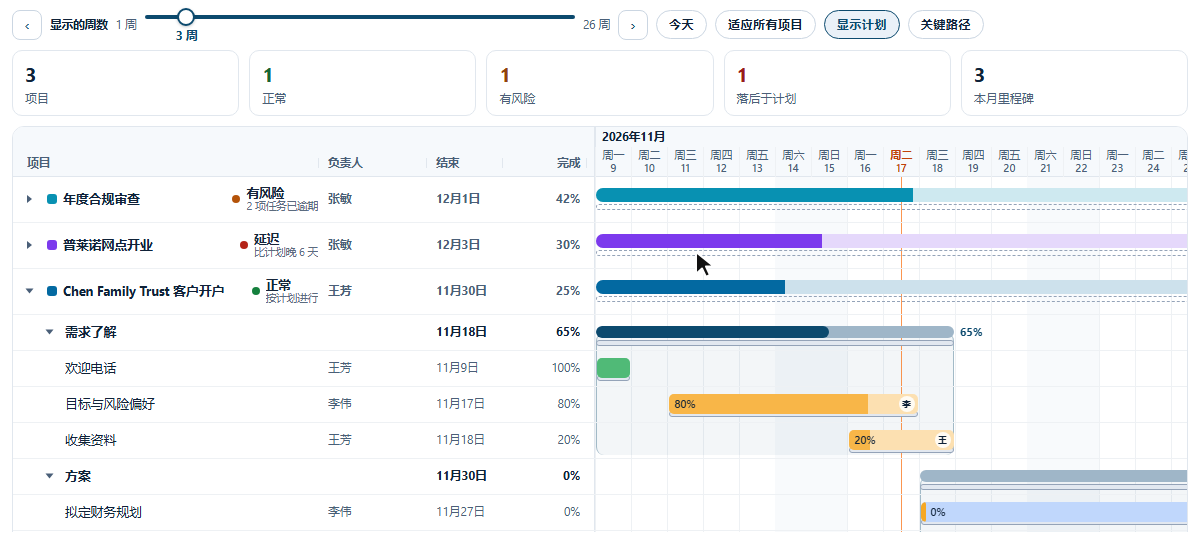 ‹ 显示的周数 1 周 3 周 26 周 › 今天 适应所有项目 显示计划 关键路径
3
项目
1
正常
1
有风险
1
落后于计划
3
本月里程碑
2026年11月
项目 负责人 结束 完成
周一 周二 周三 周四 周五 周六 周日 周一 周二 周三 周四 周五 周六 周日 周一 周二
9 10 11 12 13 14 15 16 17 18 19 20 21 22 23 24
年度合规审查 有风险 张敏 12月1日 42%
2 项任务已逾期
普莱诺网点开业 延迟 张敏 12月3日 30%
比计划晚 6 天
Chen Family Trust 客户开户 正常 王芳 11月30日 25%
按计划进行
需求了解 11月18日 65% 65%
欢迎电话 王芳 11月9日 100%
目标与风险偏好 李伟 11月17日 80% 80% 李
收集资料 王芳 11月18日 20% 20% 王
方案 11月30日 0%
拟定财务规划 李伟 11月27日 0% 0%